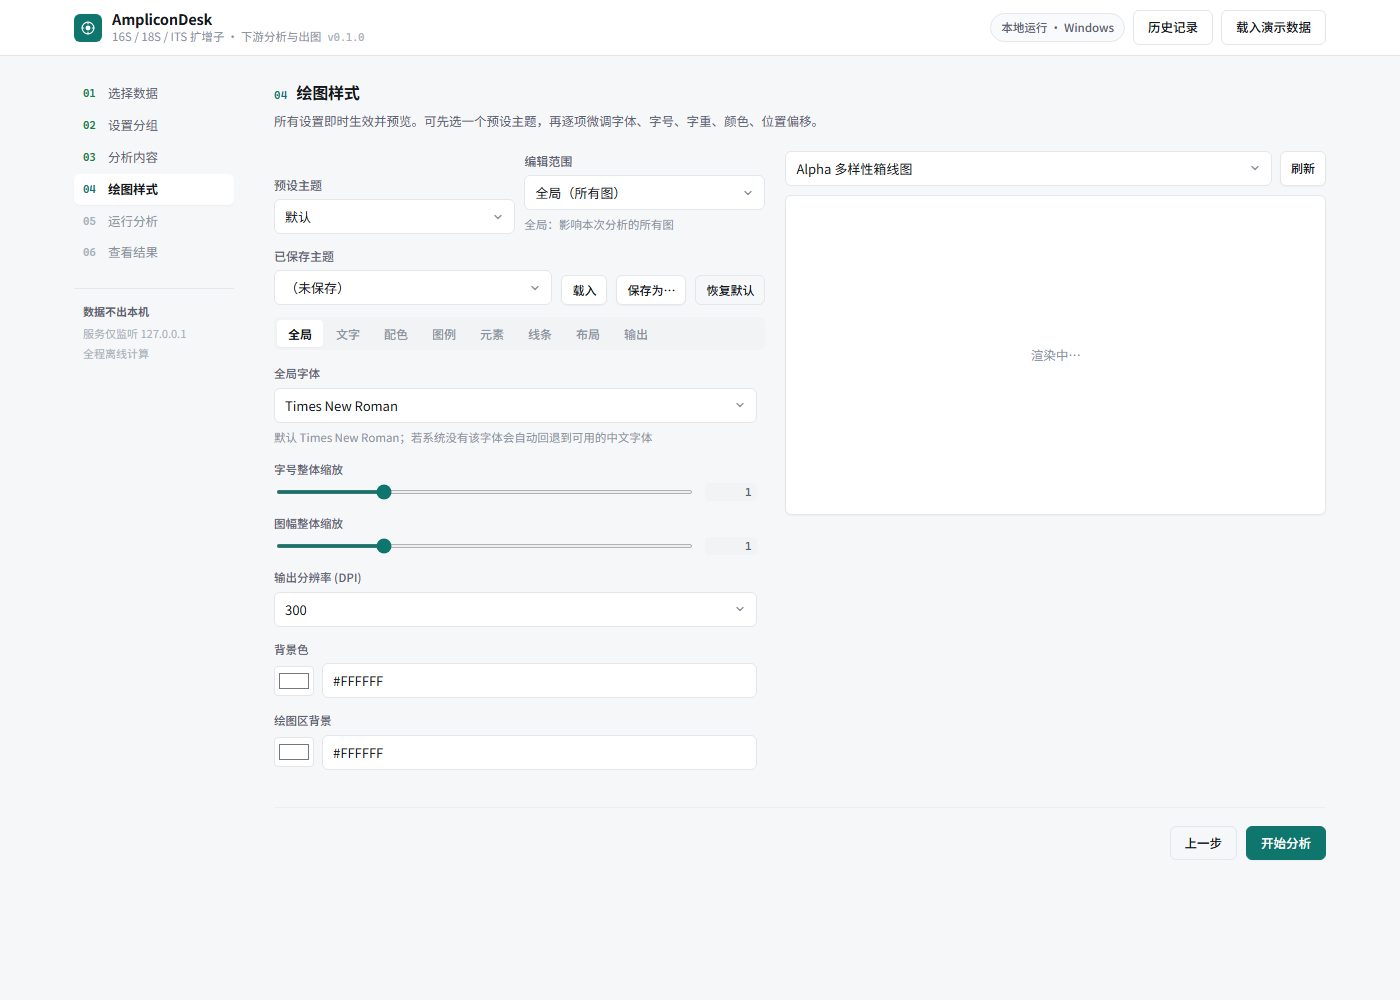 AmpliconDesk
16S / 18S / ITS 扩增子 · 下游分析与出图 v0.1.0
本地运行 · Windows
历史记录
载入演示数据
01 选择数据
02 设置分组
03 分析内容
04 绘图样式
05 运行分析
06 查看结果
数据不出本机
服务仅监听 127.0.0.1
全程离线计算
04 绘图样式
所有设置即时生效并预览。可先选一个预设主题，再逐项微调字体、字号、字重、颜色、位置偏移。
预设主题
默认
编辑范围
全局（所有图）
全局：影响本次分析的所有图
已保存主题
（未保存）
载入
保存为…
恢复默认
全局 文字 配色 图例 元素 线条 布局 输出
全局字体
Times New Roman
默认 Times New Roman；若系统没有该字体会自动回退到可用的中文字体
字号整体缩放
1
图幅整体缩放
1
输出分辨率 (DPI)
300
背景色
#FFFFFF
绘图区背景
#FFFFFF
Alpha 多样性箱线图
刷新
渲染中…
上一步
开始分析